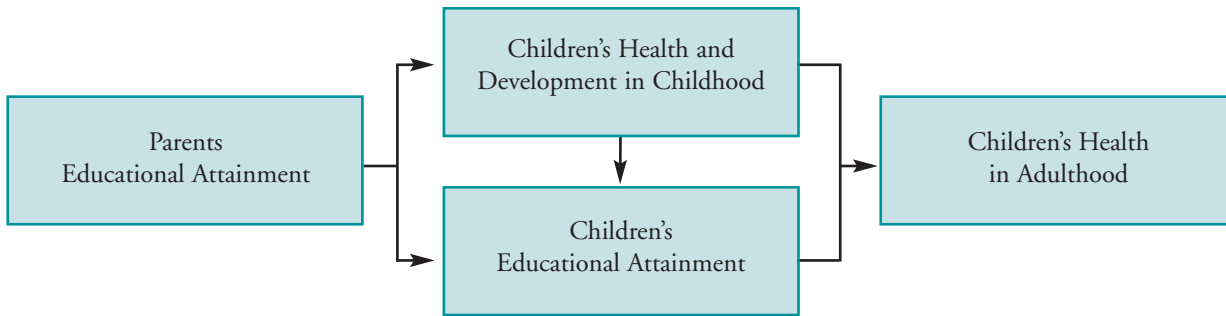 Parents
Educational Attainment
Children’s Health and
Development in Childhood
Children’s
Educational Attainment
Children’s Health
in Adulthood